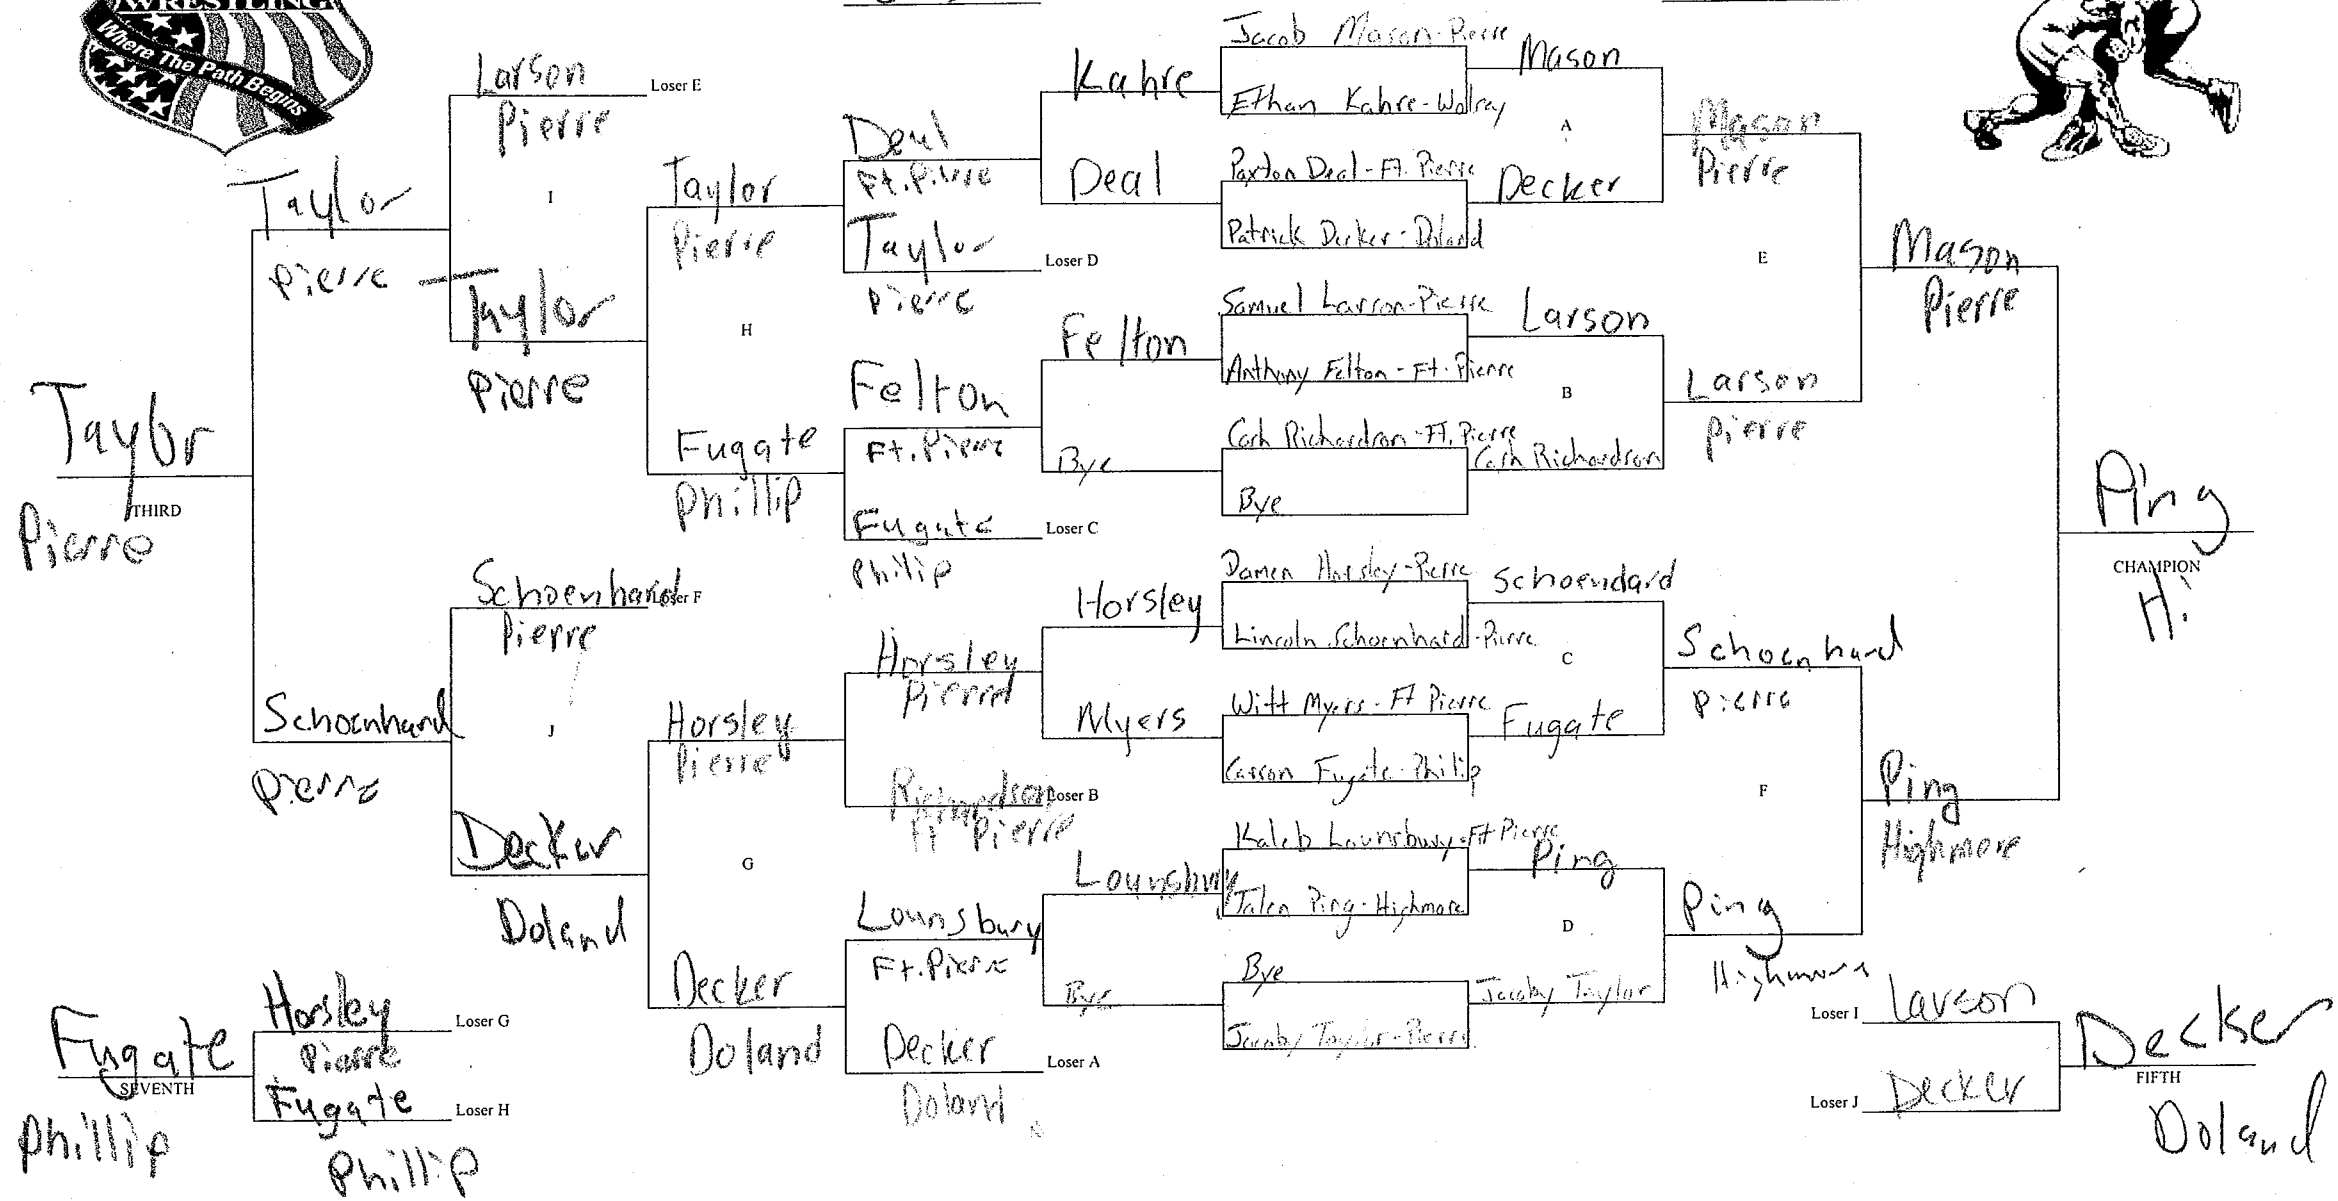 WRESTLING
Where The Path Begins
Larson
Pierre
Loser E
Taylor
Pierre
I
Taylor
Pierre
Taylor
Pierre
THIRD
Schoenhard
Pierre
Loser F
J
Schoenhard
Pierre
Decker
Doland
Taylor
Pierre
H
Fugate
Phillip
Horsley
Pierre
G
Decker
Doland
Deal
Ft. Pierre
Taylor
Pierre
Loser D
Felton
Ft. Pierre
Fugate
Philip
Loser C
Horsley
Pierre
Richardson
Ft Pierre
Loser B
Lounsbury
Ft. Pierre
Decker
Doland
Loser A
Kahre
Deal
Felton
Bye
Horsley
Myers
Lounsbury
Bye
Jacob Mason-Pierre
Ethan Kahre-Wolsey
Paxton Deal-Ft. Pierre
Patrick Decker-Doland
Samuel Larson-Pierre
Anthony Felton-Ft. Pierre
Cash Richardson-Ft. Pierre
Bye
Damen Horsley-Pierre
Lincoln Schoenhard-Pierre
Witt Myers-Ft Pierre
Carson Fugate-Philip
Kaleb Lounsbury-Ft Pierre
Jalen Ping-Highmore
Bye
Jacoby Taylor-Pierre
Mason
A
Decker
Larson
B
Cash Richardson
Schoendard
C
Fugate
Ping
D
Jacoby Taylor
Mason
Pierre
E
Larson
Pierre
Schoenhard
Pierre
F
Ping
Highmore
Mason
Pierre
Ping
Highmore
Ping
CHAMPION
Hi
Fugate
SEVENTH
Phillip
Horsley
Pierre
Loser G
Fugate
Phillip
Loser H
Loser I
Larson
Loser J
Decker
Decker
FIFTH
Doland